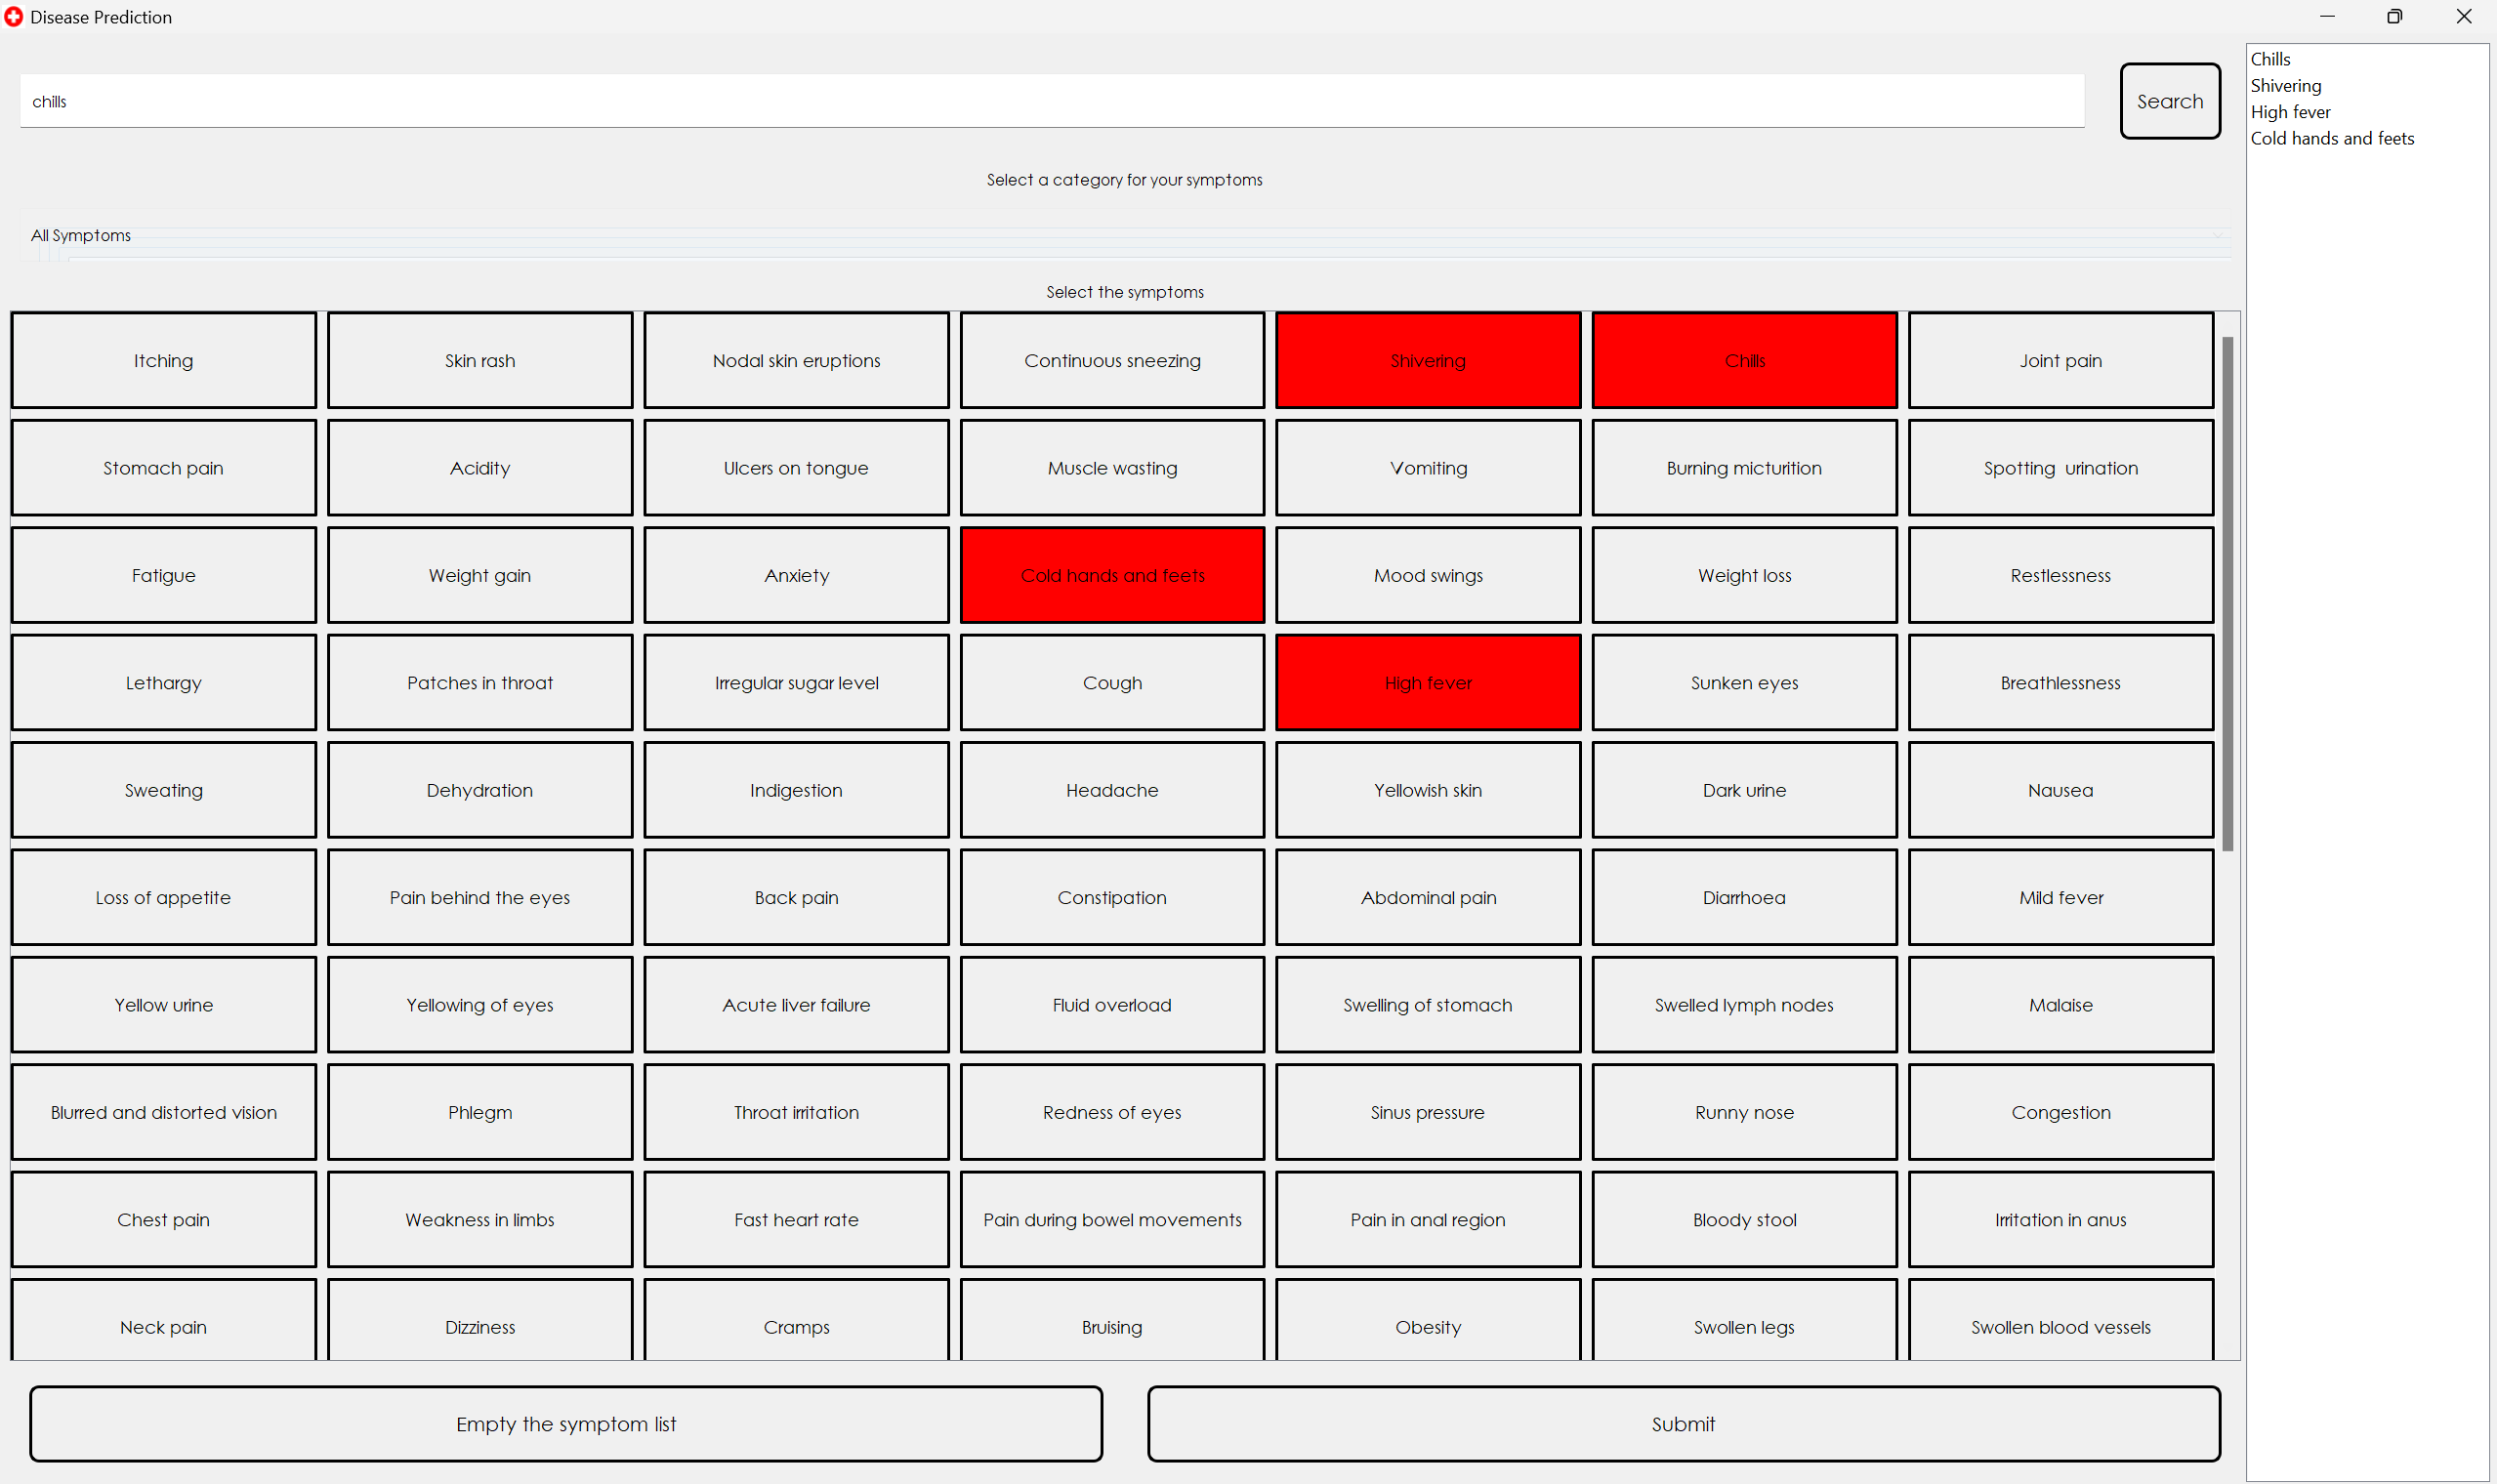 Disease Prediction
chills
Search
Select a category for your symptoms
All Symptoms
Select the symptoms
Itching Skin rash Nodal skin eruptions Continuous sneezing Shivering Chills Joint pain
Stomach pain Acidity Ulcers on tongue Muscle wasting Vomiting Burning micturition Spotting  urination
Fatigue Weight gain Anxiety Cold hands and feets Mood swings Weight loss Restlessness
Lethargy Patches in throat Irregular sugar level Cough High fever Sunken eyes Breathlessness
Sweating Dehydration Indigestion Headache Yellowish skin Dark urine Nausea
Loss of appetite Pain behind the eyes Back pain Constipation Abdominal pain Diarrhoea Mild fever
Yellow urine Yellowing of eyes Acute liver failure Fluid overload Swelling of stomach Swelled lymph nodes Malaise
Blurred and distorted vision Phlegm Throat irritation Redness of eyes Sinus pressure Runny nose Congestion
Chest pain Weakness in limbs Fast heart rate Pain during bowel movements Pain in anal region Bloody stool Irritation in anus
Neck pain Dizziness Cramps Bruising Obesity Swollen legs Swollen blood vessels
Empty the symptom list Submit
Chills
Shivering
High fever
Cold hands and feets